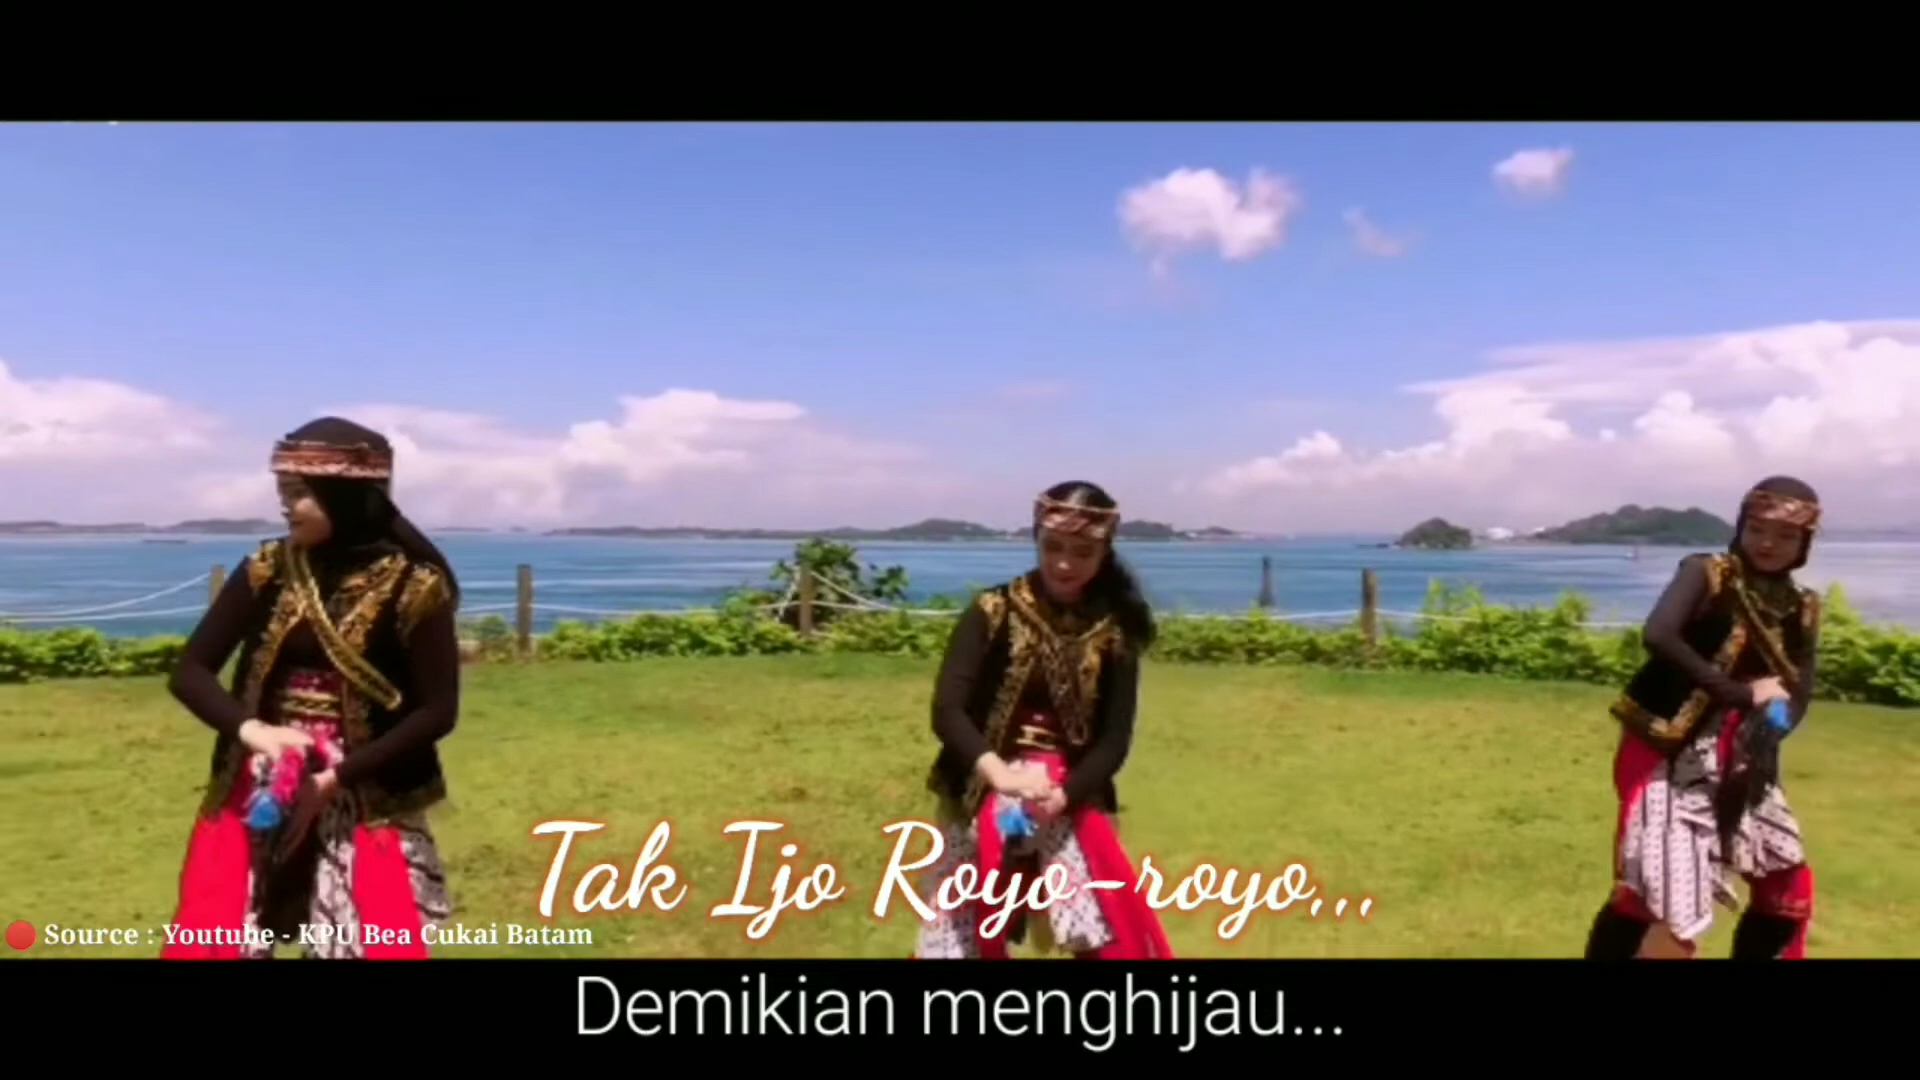 Tak Ijo Royo-royo...
Source : Youtube - KPU Bea Cukai Batam
Demikian menghijau...